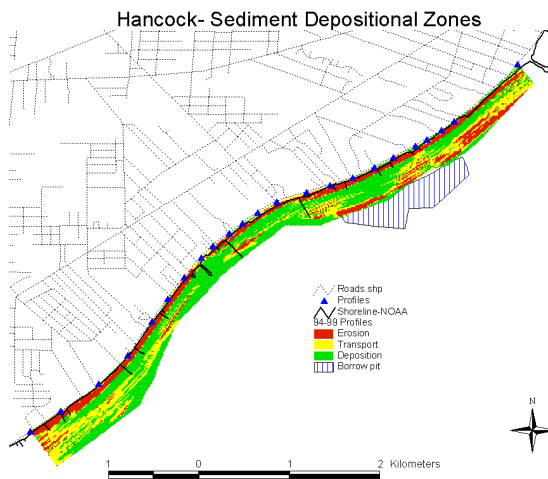 Hancock- Sediment Depositional Zones
Roads.shp
Profiles
Shoreline-NOAA
94-99 Profiles
Erosion
Transport
Deposition
Borrow pit
N
1 0 1 2 Kilometers